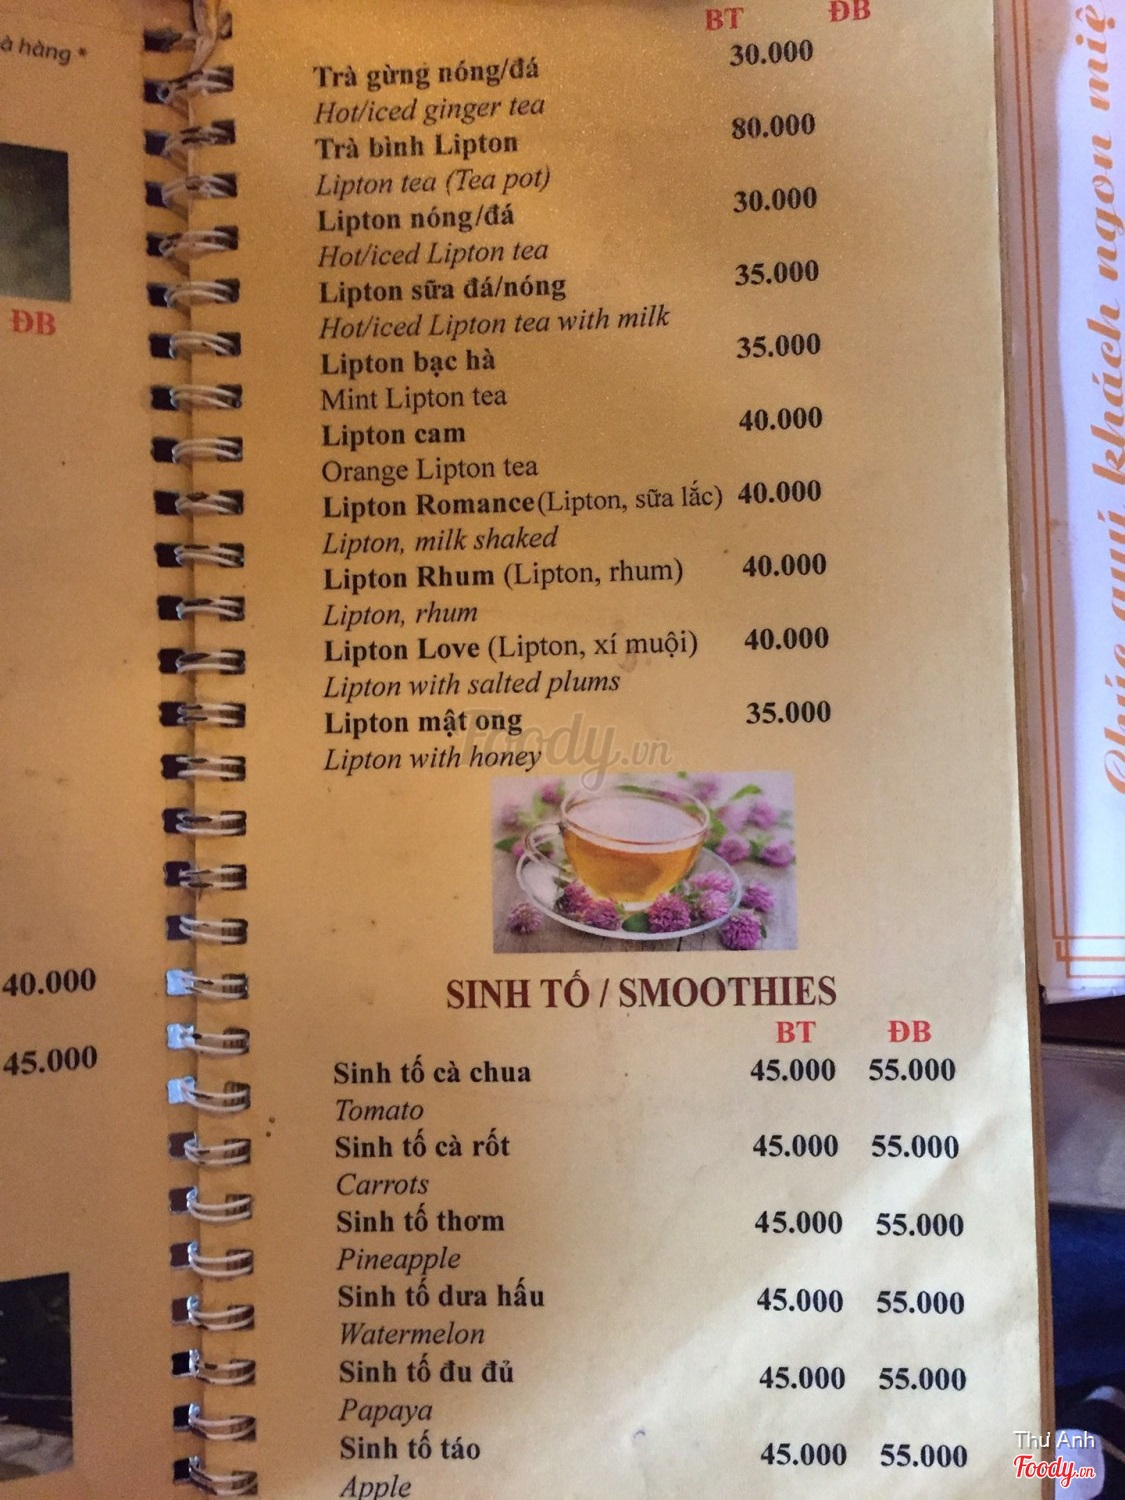 à hàng *
ĐB
40.000
45.000
BT ĐB
Trà gừng nóng/đá 30.000
Hot/iced ginger tea
Trà bình Lipton 80.000
Lipton tea (Tea pot)
Lipton nóng/đá 30.000
Hot/iced Lipton tea
Lipton sữa đá/nóng 35.000
Hot/iced Lipton tea with milk
Lipton bạc hà 35.000
Mint Lipton tea
Lipton cam 40.000
Orange Lipton tea
Lipton Romance(Lipton, sữa lắc) 40.000
Lipton, milk shaked
Lipton Rhum (Lipton, rhum) 40.000
Lipton, rhum
Lipton Love (Lipton, xí muội) 40.000
Lipton with salted plums
Lipton mật ong 35.000
Lipton with honey
Foody.vn
SINH TỐ / SMOOTHIES
BT ĐB
Sinh tố cà chua 45.000 55.000
Tomato
Sinh tố cà rốt 45.000 55.000
Carrots
Sinh tố thơm 45.000 55.000
Pineapple
Sinh tố dưa hấu 45.000 55.000
Watermelon
Sinh tố đu đủ 45.000 55.000
Papaya
Sinh tố táo 45.000 55.000
Apple
Chúc quí khách ngon miệ
Thư Anh
Foody.vn